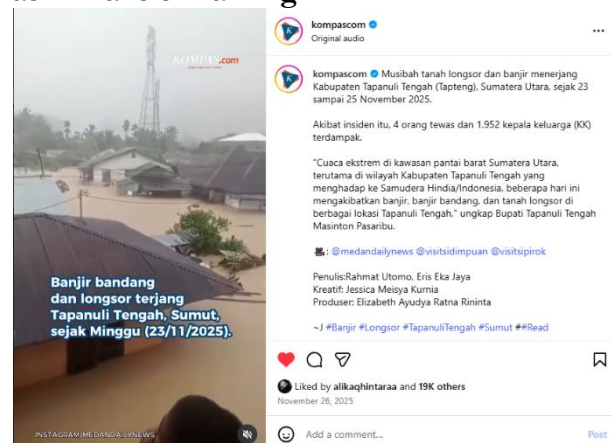 KOMPAS.com
Banjir bandang
dan longsor terjang
Tapanuli Tengah, Sumut,
sejak Minggu (23/11/2025).
INSTAGRAM/MEDANDAILYNEWS
kompascom
Original audio
kompascom Musibah tanah longsor dan banjir menerjang
Kabupaten Tapanuli Tengah (Tapteng), Sumatera Utara, sejak 23
sampai 25 November 2025.
Akibat insiden itu, 4 orang tewas dan 1.952 kepala keluarga (KK)
terdampak.
"Cuaca ekstrem di kawasan pantai barat Sumatera Utara,
terutama di wilayah Kabupaten Tapanuli Tengah yang
menghadap ke Samudera Hindia/Indonesia, beberapa hari ini
mengakibatkan banjir, banjir bandang, dan tanah longsor di
berbagai lokasi Tapanuli Tengah," ungkap Bupati Tapanuli Tengah
Masinton Pasaribu.
: @medandailynews @visitsidimpuan @visitsipirok
Penulis:Rahmat Utomo, Eris Eka Jaya
Kreatif: Jessica Meisya Kurnia
Produser: Elizabeth Ayudya Ratna Rininta
~J #Banjir #Longsor #TapanuliTengah #Sumut ##Read
Liked by alikaqhintaraa and 19K others
November 26, 2025
Add a comment...
Post